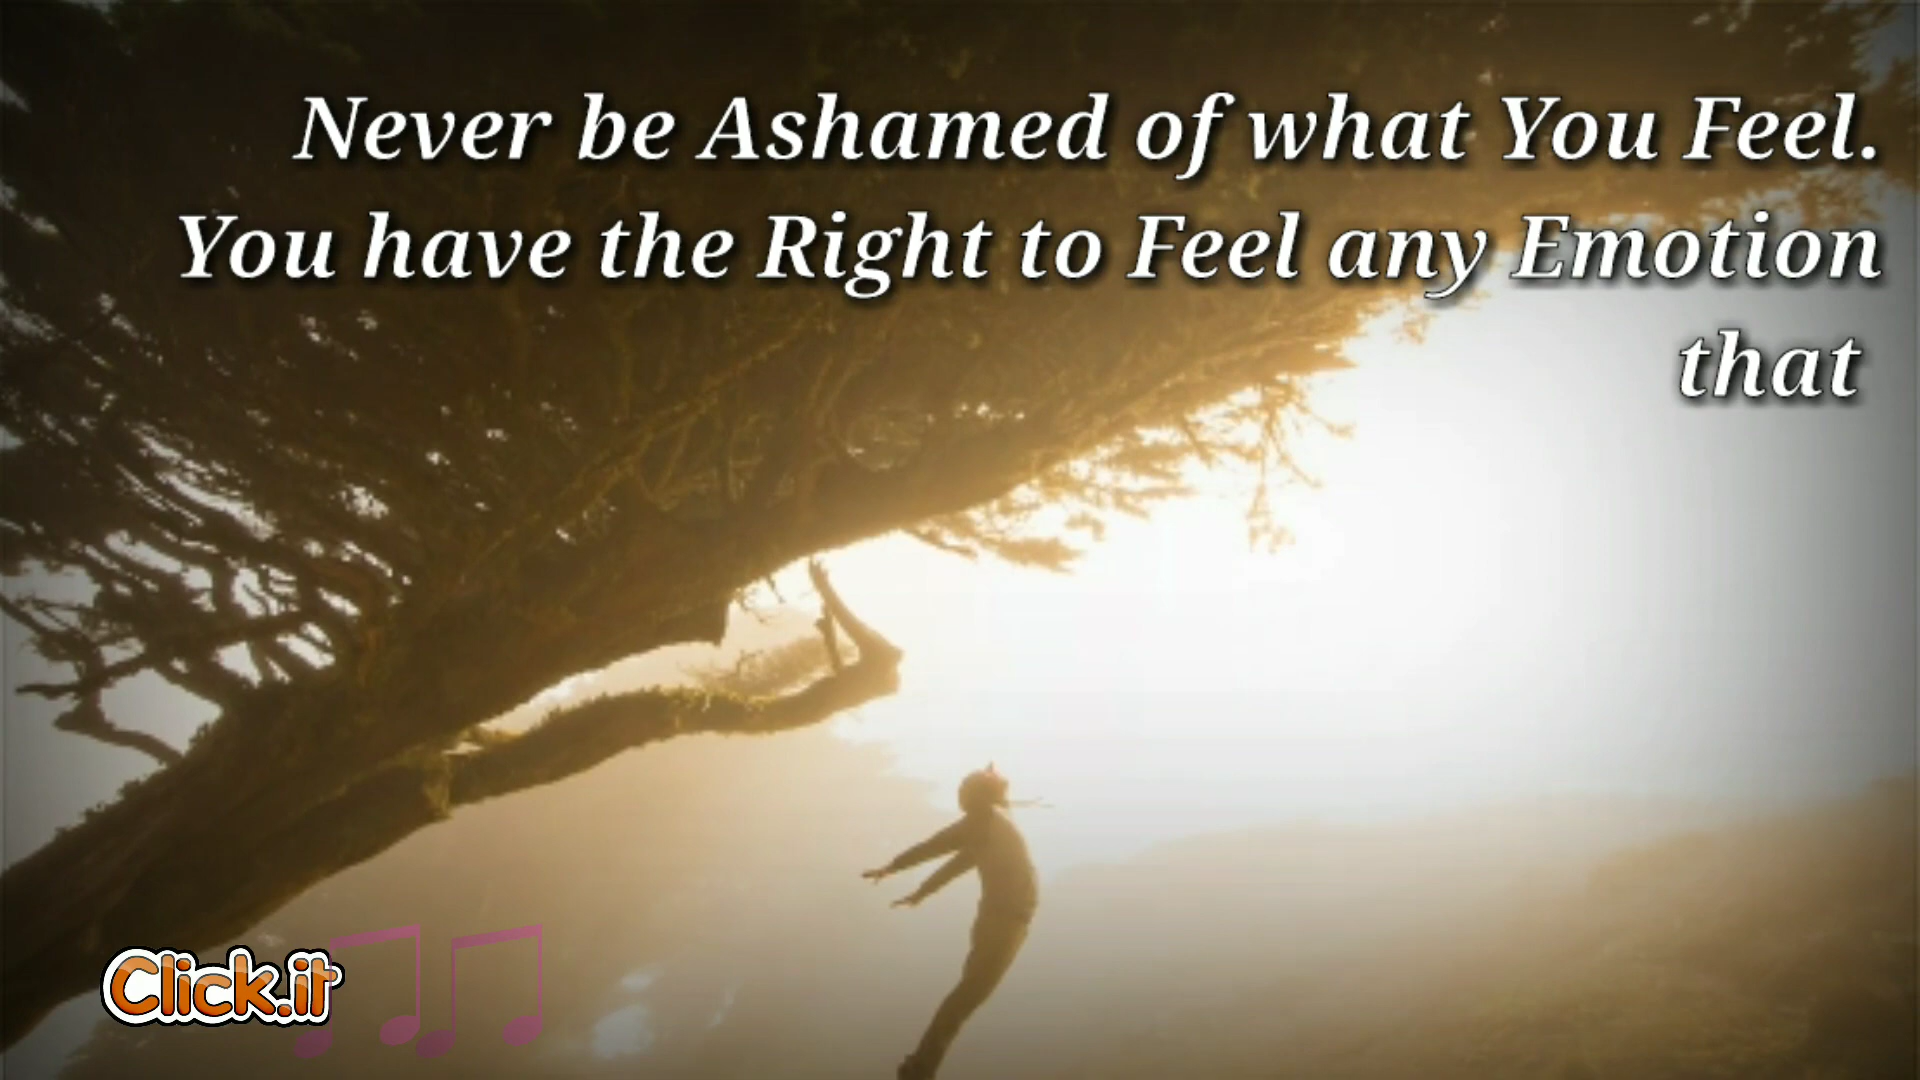 Never be Ashamed of what You Feel.
You have the Right to Feel any Emotion
that
Click.it